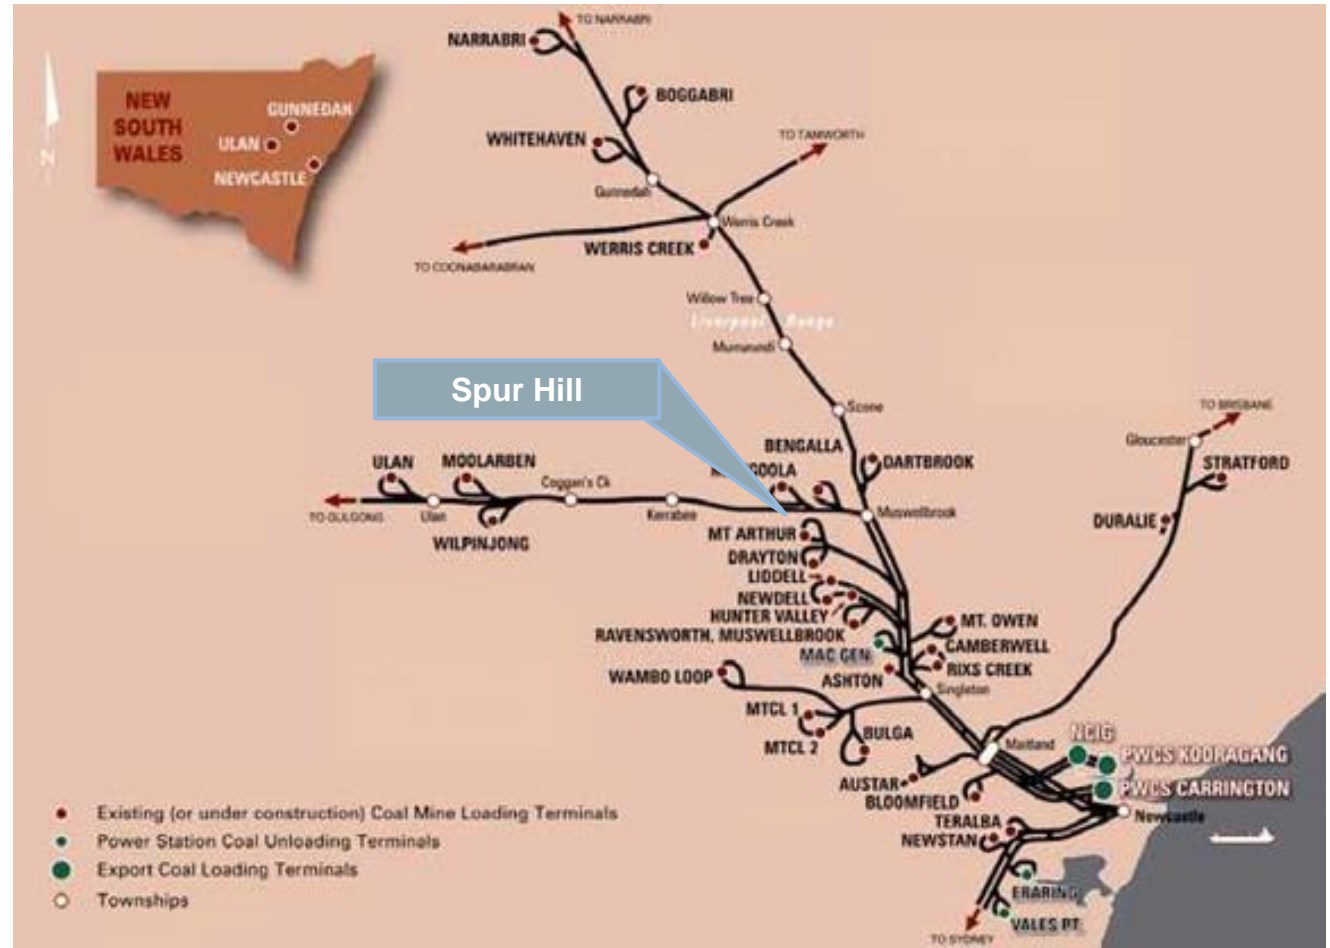 TO NARRABRI
NARRABRI
BOGGABRI
WHITEHAVEN
TO TAMWORTH
Gunnedah
Werris Creek
WERRIS CREEK
TO COONABARABRAN
NEW
SOUTH
WALES
GUNNEDAH
ULAN
NEWCASTLE
N
Willow Tree
Liverpool Range
Murrurundi
Spur Hill
Scone
TO BRISBANE
Gloucester
STRATFORD
DURALIE
BENGALLA
DARTBROOK
GOOLA
ULAN
MOOLARBEN
Coggan's Ck
TO GULGONG
Ulan
Kerrabee
Muswellbrook
WILPINJONG
MT ARTHUR
DRAYTON
LIDDELL
NEWDELL
HUNTER VALLEY
RAVENSWORTH, MUSWELLBROOK
MT. OWEN
CAMBERWELL
MAC GEN
RIXS CREEK
ASHTON
Singleton
WAMBO LOOP
MTCL 1
MTCL 2
BULGA
Maitland
NCIG
PWCS KOORAGANG
AUSTAR
PWCS CARRINGTON
BLOOMFIELD
Newcastle
TERALBA
NEWSTAN
ERARING
VALES PT
TO SYDNEY
Existing (or under construction) Coal Mine Loading Terminals
Power Station Coal Unloading Terminals
Export Coal Loading Terminals
Townships